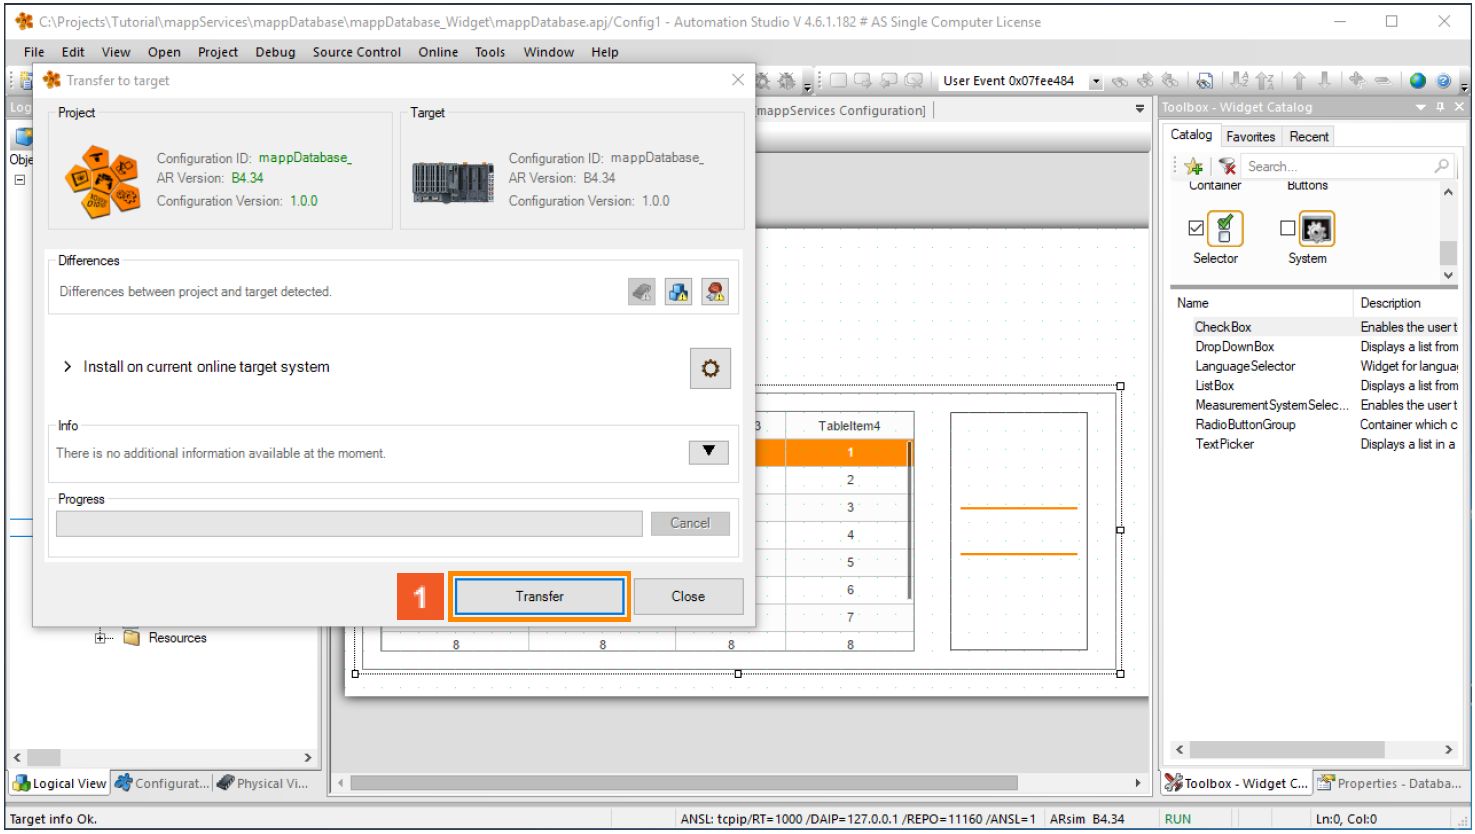 C:\Projects\Tutorial\mappServices\mappDatabase\mappDatabase_Widget\mappDatabase.apj/Config1 - Automation Studio V 4.6.1.182 # AS Single Computer License
File Edit View Open Project Debug Source Control Online Tools Window Help
User Event 0x07fee484
Transfer to target
Log
mappServices Configuration]
Toolbox - Widget Catalog
Project
Configuration ID: mappDatabase_
AR Version: B4.34
Configuration Version: 1.0.0
Target
Configuration ID: mappDatabase_
AR Version: B4.34
Configuration Version: 1.0.0
Obje
Catalog Favorites Recent
Search...
Container Buttons
Selector System
Differences
Differences between project and target detected.
Name Description
CheckBox Enables the user t
DropDownBox Displays a list from
LanguageSelector Widget for languag
ListBox Displays a list from
MeasurementSystemSelec... Enables the user t
RadioButtonGroup Container which c
TextPicker Displays a list in a
> Install on current online target system
Info
There is no additional information available at the moment.
Progress
Cancel
1
Transfer
Close
3 TableItem4
1
2
3
4
5
6
7
8 8 8 8
Resources
Logical View Configurat... Physical Vi...
Toolbox - Widget C... Properties - Databa...
Target info Ok.
ANSL: tcpip/RT=1000 /DAIP=127.0.0.1 /REPO=11160 /ANSL=1 ARsim B4.34 RUN Ln:0, Col:0